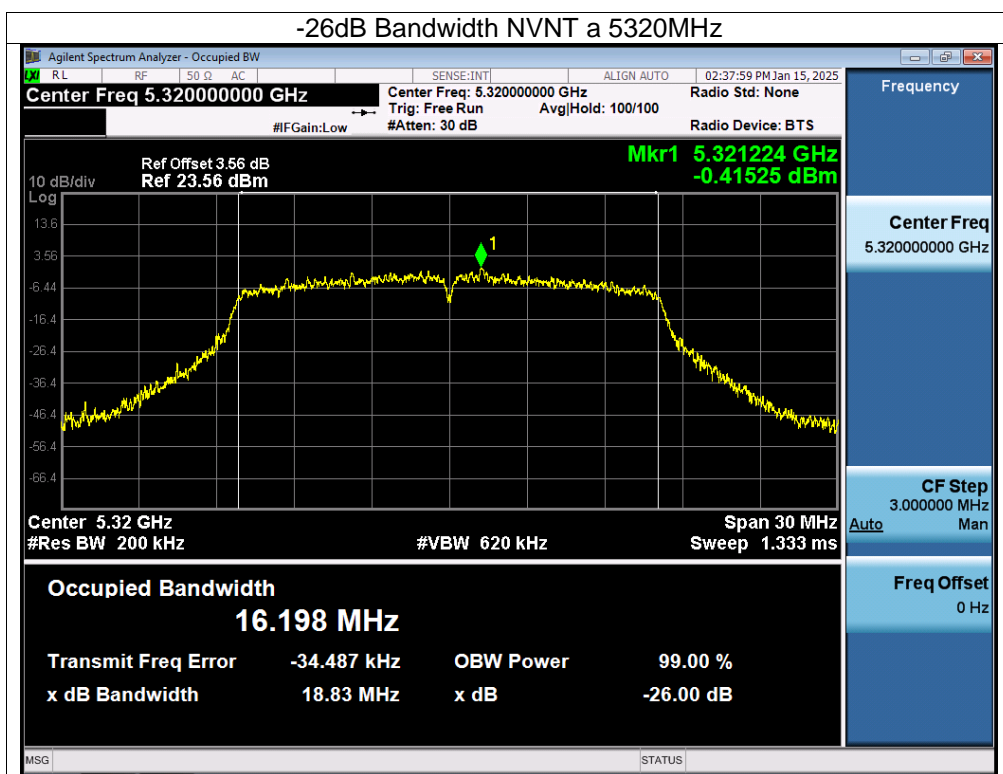 -26dB Bandwidth NVNT a 5320MHz
Agilent Spectrum Analyzer - Occupied BW
LXI RL RF 50 Ω AC SENSE:INT ALIGN AUTO 02:37:59 PM Jan 15, 2025
Center Freq 5.320000000 GHz
Center Freq: 5.320000000 GHz Radio Std: None
Trig: Free Run Avg|Hold: 100/100
#IFGain:Low #Atten: 30 dB Radio Device: BTS
Frequency
Mkr1 5.321224 GHz
-0.41525 dBm
Ref Offset 3.56 dB
10 dB/div Ref 23.56 dBm
Log
13.6
3.56
-6.44
-16.4
-26.4
-36.4
-46.4
-56.4
-66.4
1
Center 5.32 GHz Span 30 MHz
#Res BW 200 kHz #VBW 620 kHz Sweep 1.333 ms
Center Freq
5.320000000 GHz
CF Step
3.000000 MHz
Auto Man
Freq Offset
0 Hz
Occupied Bandwidth
16.198 MHz
Transmit Freq Error -34.487 kHz OBW Power 99.00 %
x dB Bandwidth 18.83 MHz x dB -26.00 dB
MSG STATUS